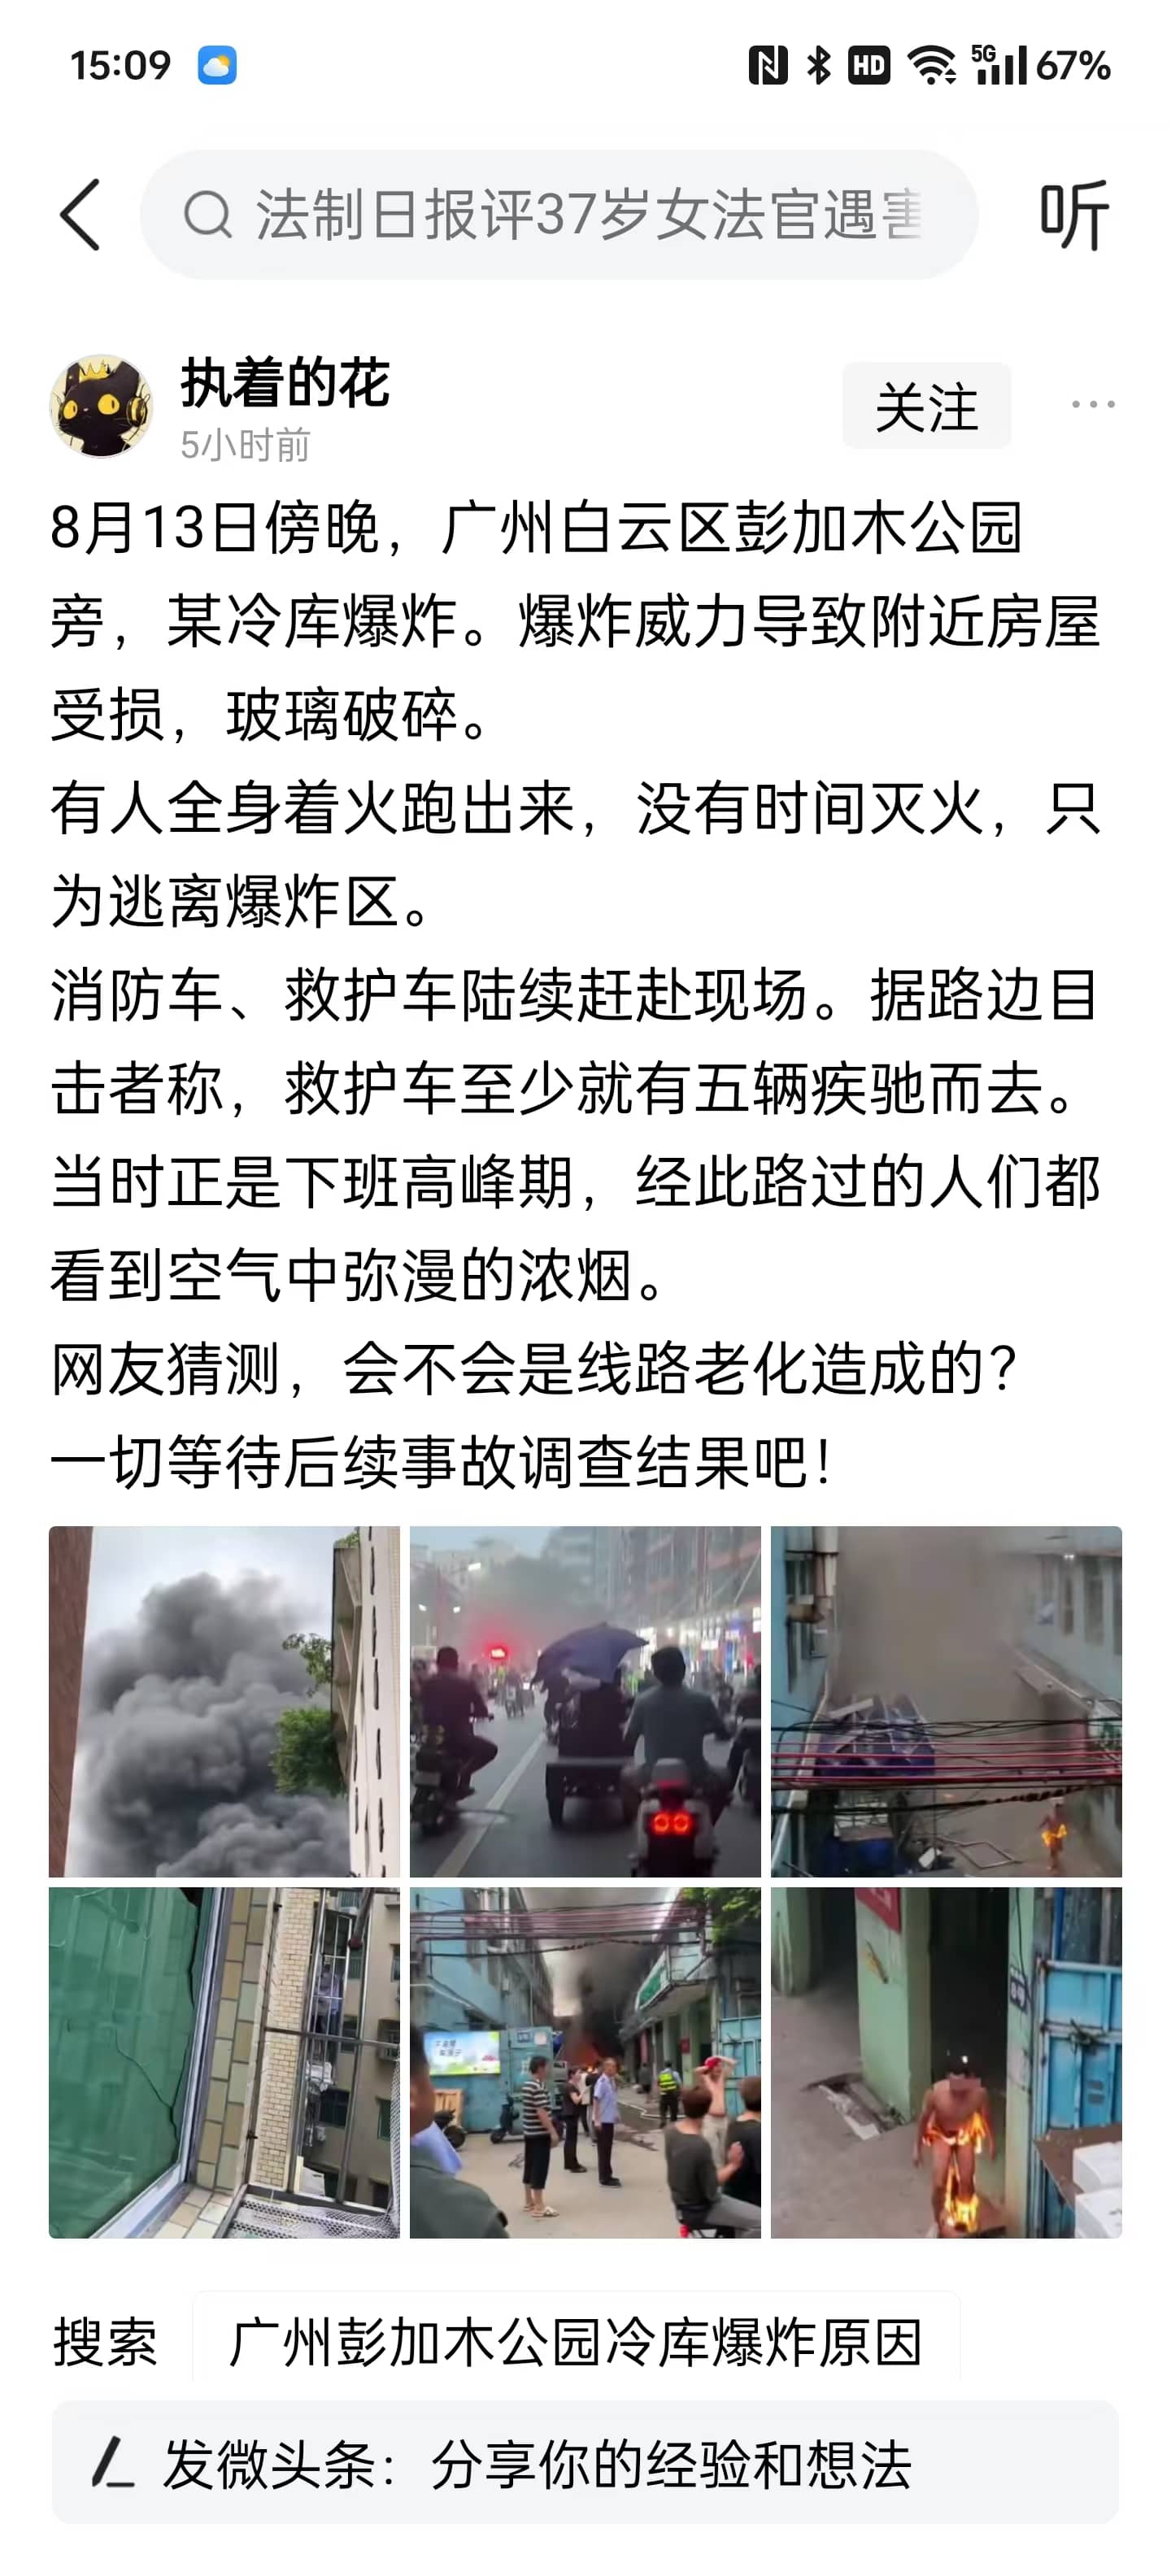 15:09
HD
5G
67%
法制日报评37岁女法官遇害
听
执着的花
5小时前
关注
8月13日傍晚，广州白云区彭加木公园
旁，某冷库爆炸。爆炸威力导致附近房屋
受损，玻璃破碎。
有人全身着火跑出来，没有时间灭火，只
为逃离爆炸区。
消防车、救护车陆续赶赴现场。据路边目
击者称，救护车至少就有五辆疾驰而去。
当时正是下班高峰期，经此路过的人们都
看到空气中弥漫的浓烟。
网友猜测，会不会是线路老化造成的？
一切等待后续事故调查结果吧！
搜索
广州彭加木公园冷库爆炸原因
发微头条：分享你的经验和想法